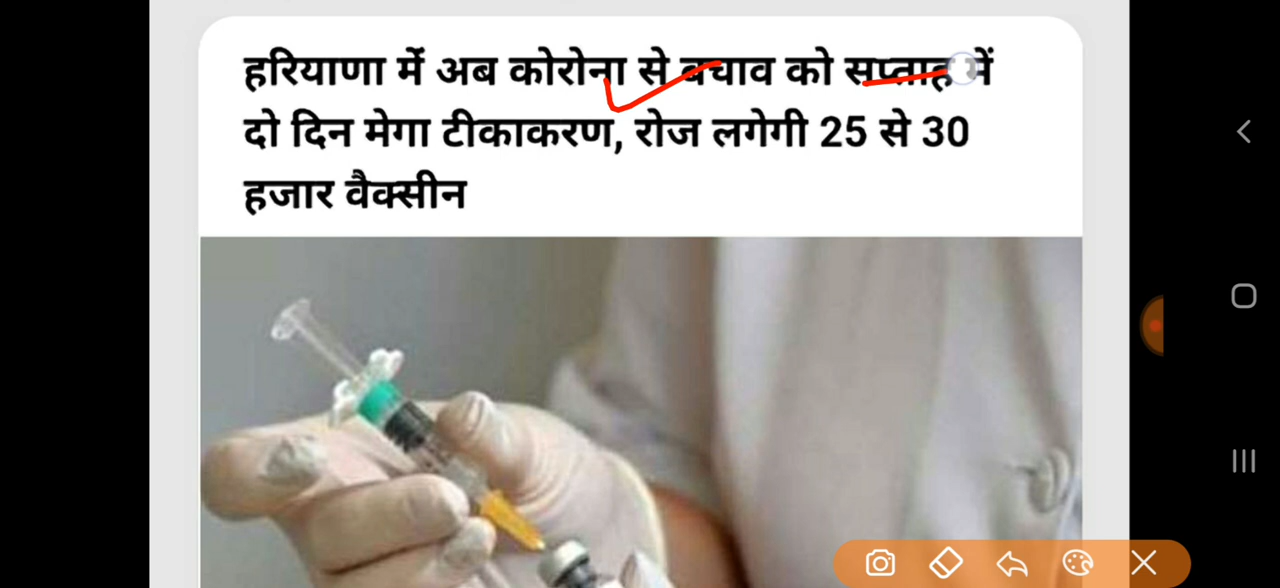 हरियाणा में अब कोरोना से बचाव को सप्ताह में
दो दिन मेगा टीकाकरण, रोज लगेगी 25 से 30
हजार वैक्सीन